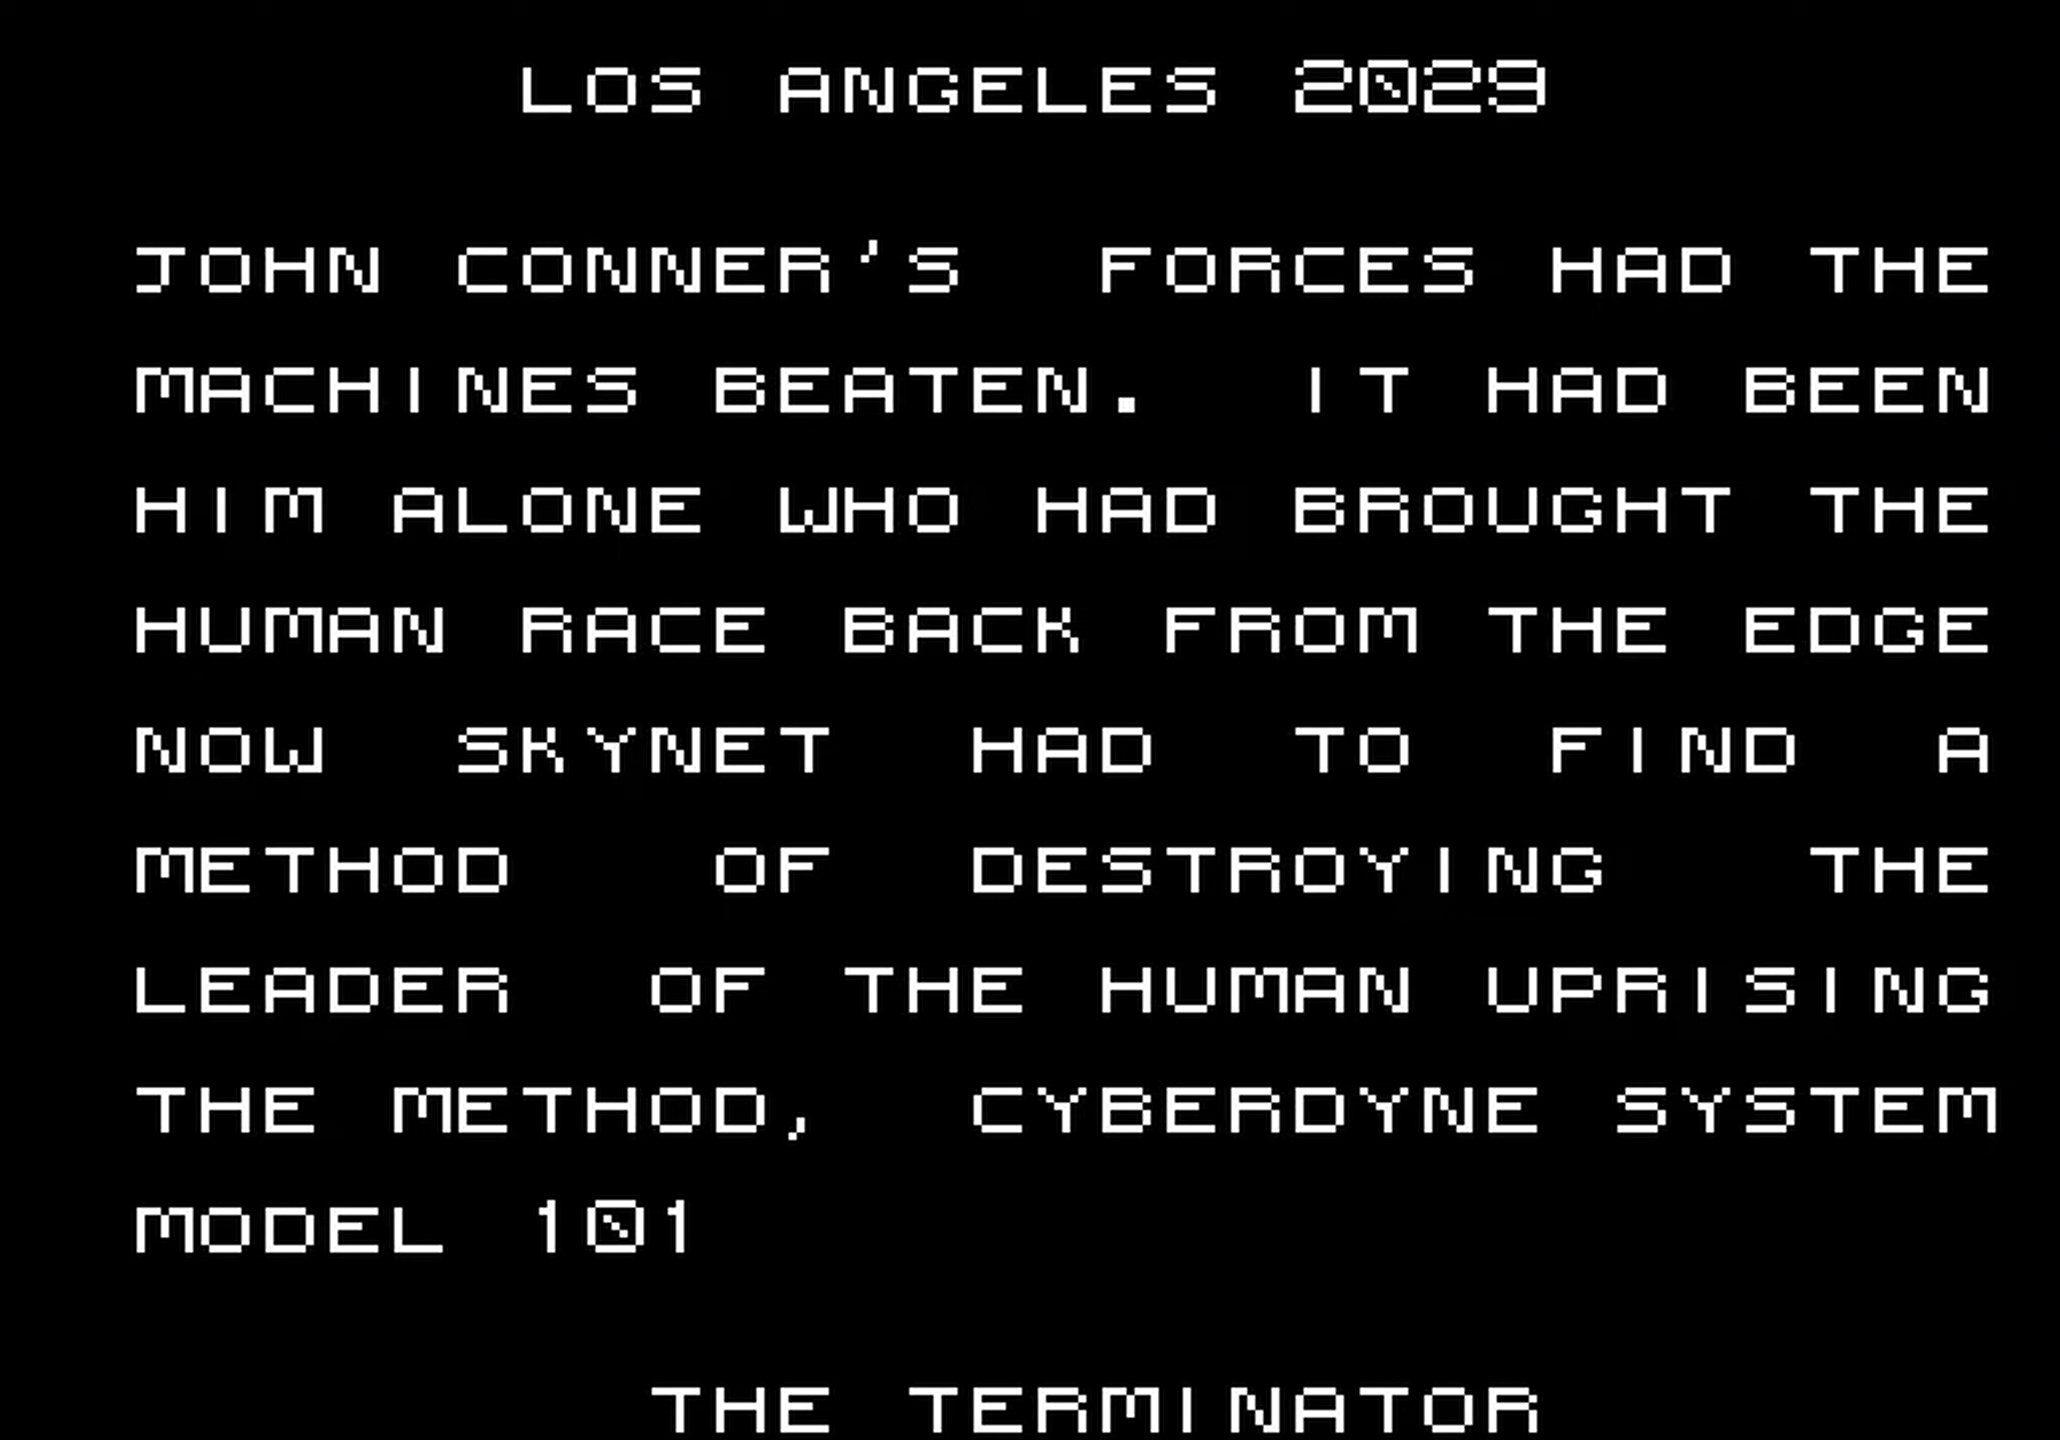 LOS ANGELES 2029
JOHN CONNER'S FORCES HAD THE
MACHINES BEATEN. IT HAD BEEN
HIM ALONE WHO HAD BROUGHT THE
HUMAN RACE BACK FROM THE EDGE
NOW SKYNET HAD TO FIND A
METHOD OF DESTROYING THE
LEADER OF THE HUMAN UPRISING
THE METHOD, CYBERDYNE SYSTEM
MODEL 101
THE TERMINATOR